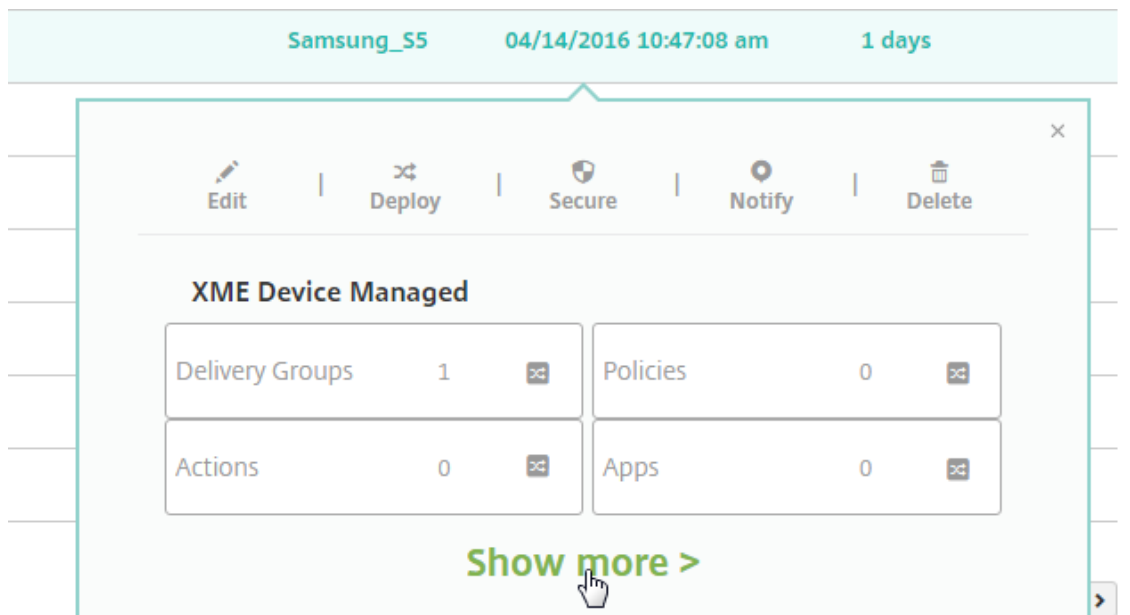 Samsung_S5 04/14/2016 10:47:08 am 1 days
×
Edit | Deploy | Secure | Notify | Delete
XME Device Managed
Delivery Groups 1 Policies 0
Actions 0 Apps 0
Show more >
>